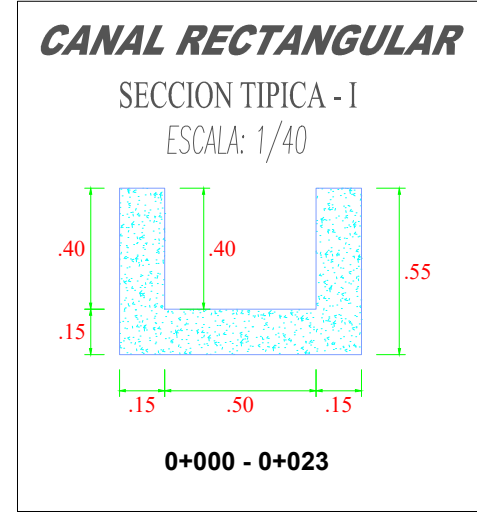 CANAL RECTANGULAR
SECCION TIPICA - I
ESCALA: 1/40
.40
.40
.55
.15
.15
.50
.15
0+000 - 0+023